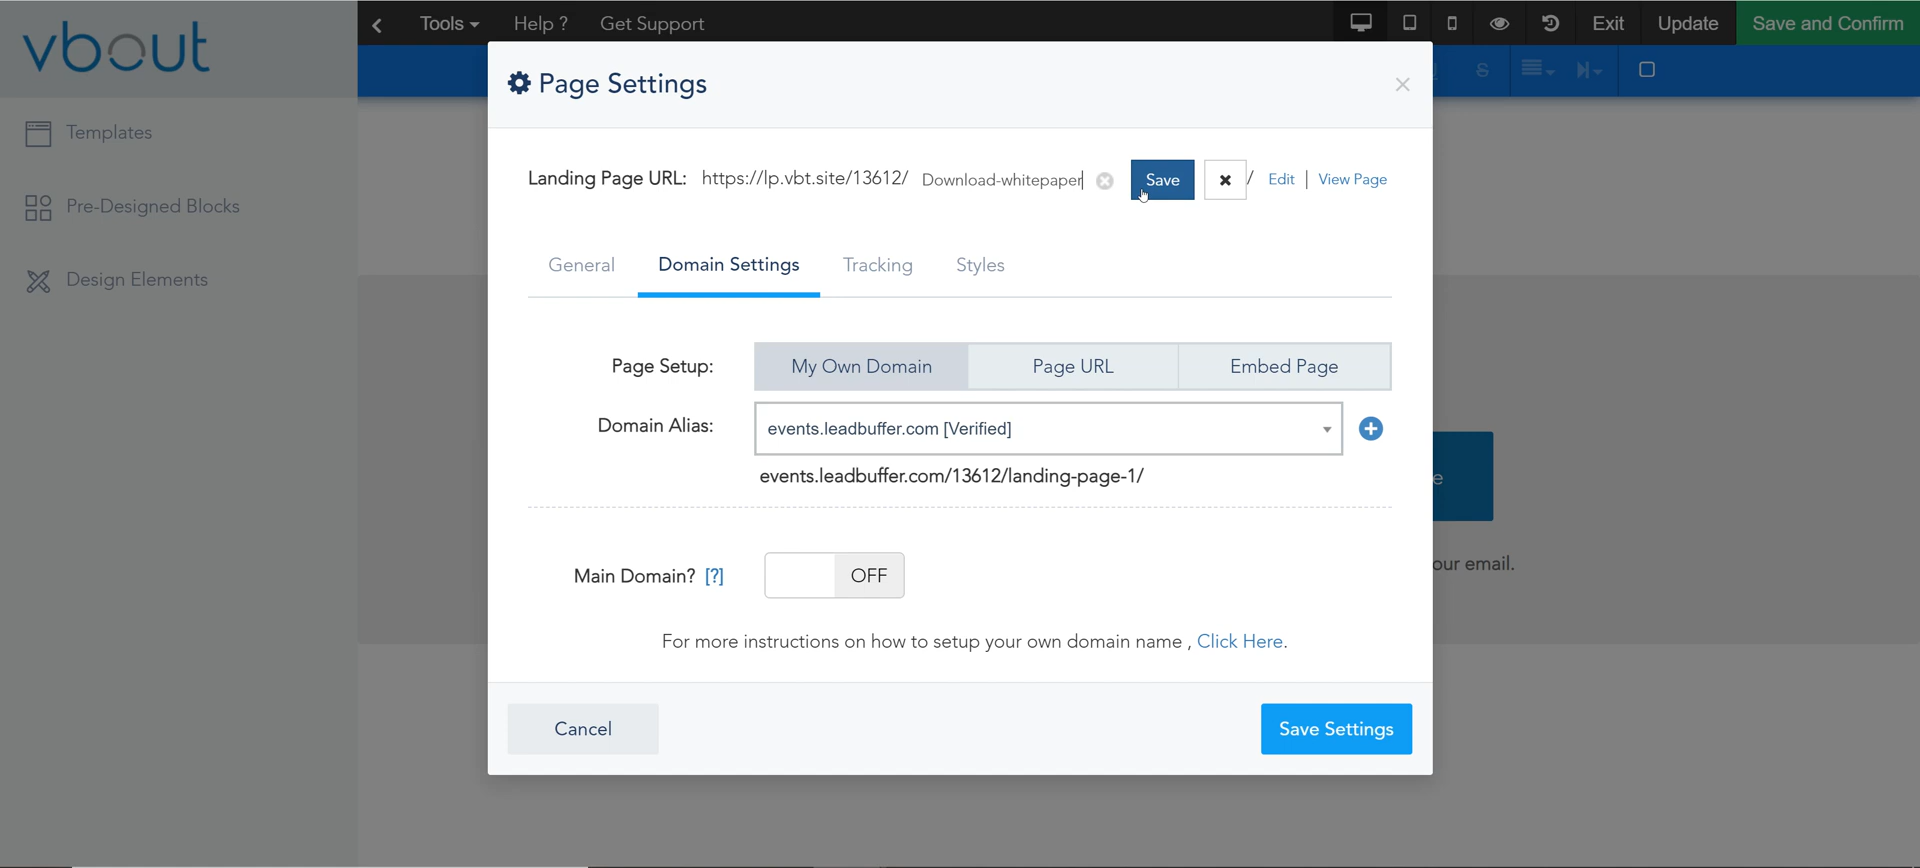 vbout
Tools Help ? Get Support Exit Update Save and Confirm
Templates
Pre-Designed Blocks
Design Elements
Page Settings
Landing Page URL: https://lp.vbt.site/13612/ Download-whitepaper Save / Edit | View Page
General Domain Settings Tracking Styles
Page Setup: My Own Domain Page URL Embed Page
Domain Alias: events.leadbuffer.com [Verified]
events.leadbuffer.com/13612/landing-page-1/
Main Domain? [?] OFF
For more instructions on how to setup your own domain name , Click Here.
Cancel Save Settings
e
our email.